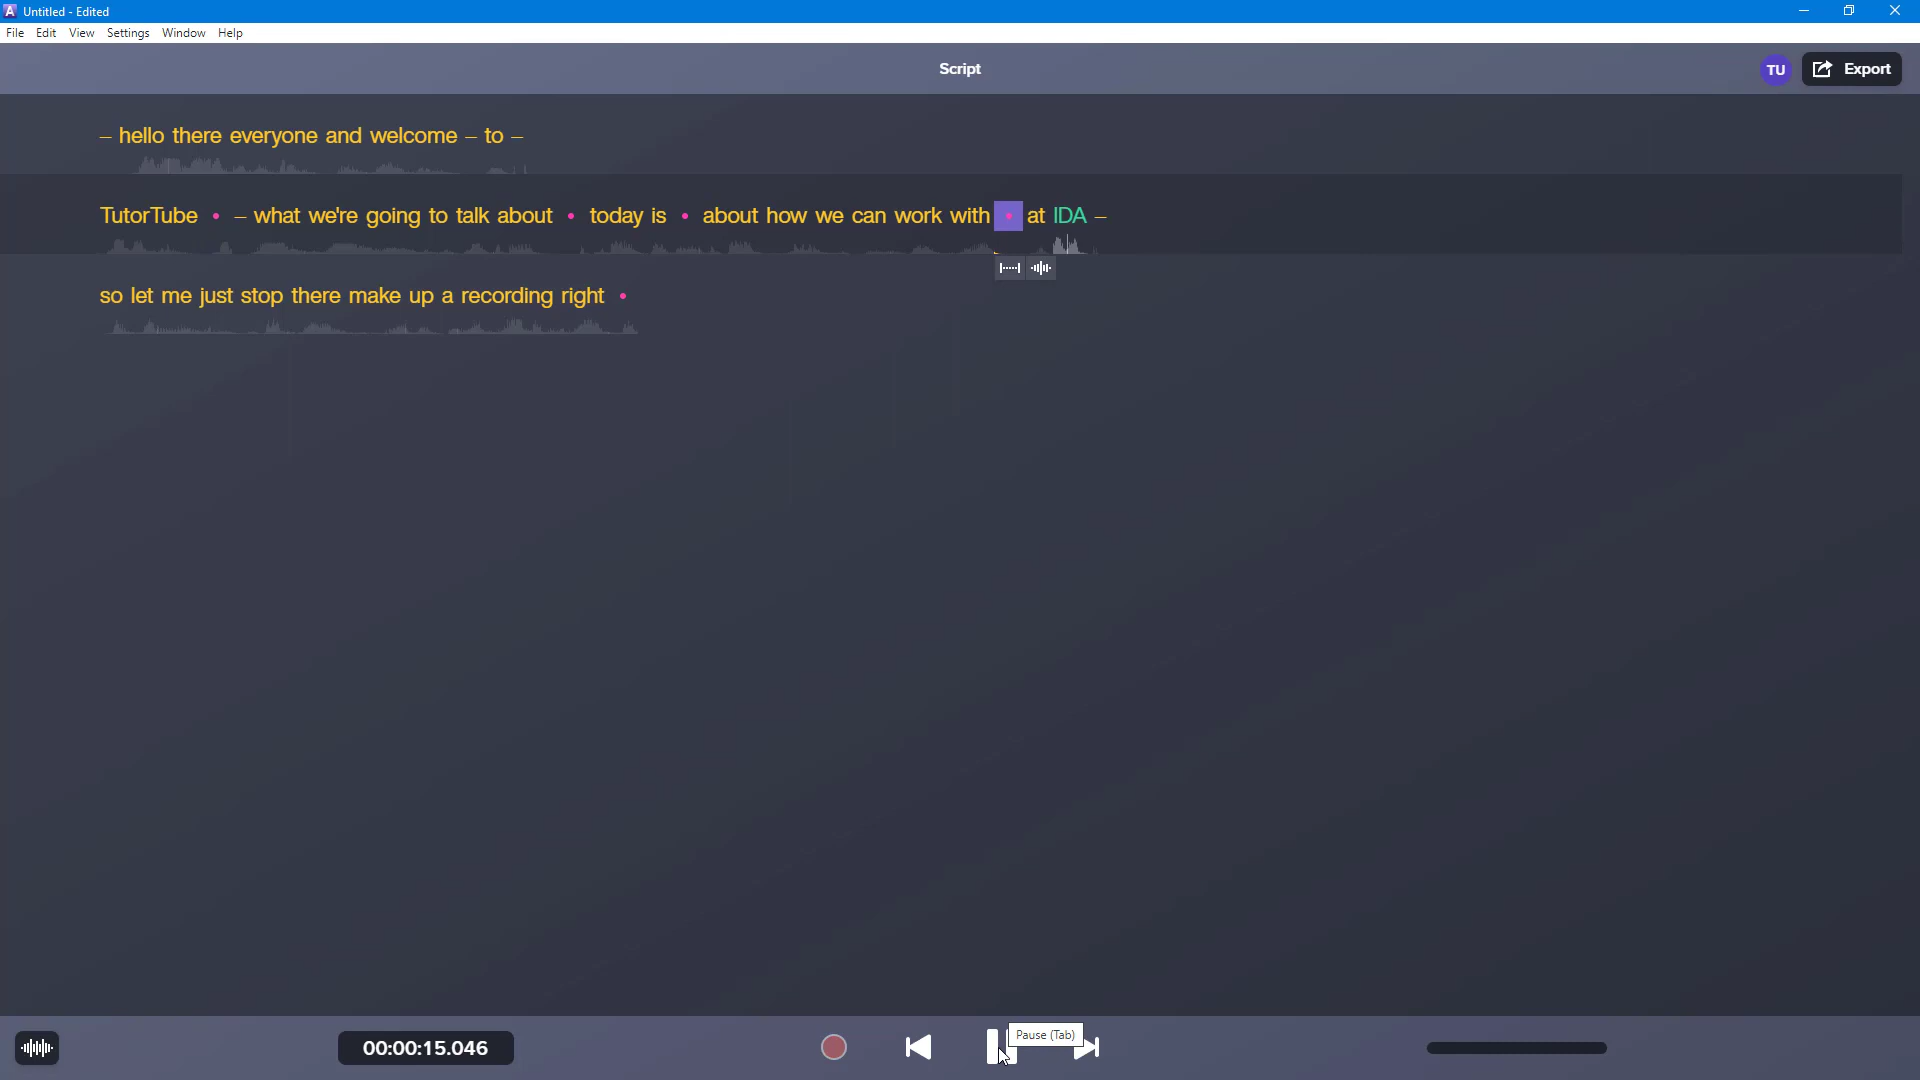 A Untitled - Edited
File Edit View Settings Window Help
Script
TU Export
– hello there everyone and welcome – to –
TutorTube • – what we're going to talk about • today is • about how we can work with • at IDA –
so let me just stop there make up a recording right •
Pause (Tab)
00:00:15.046